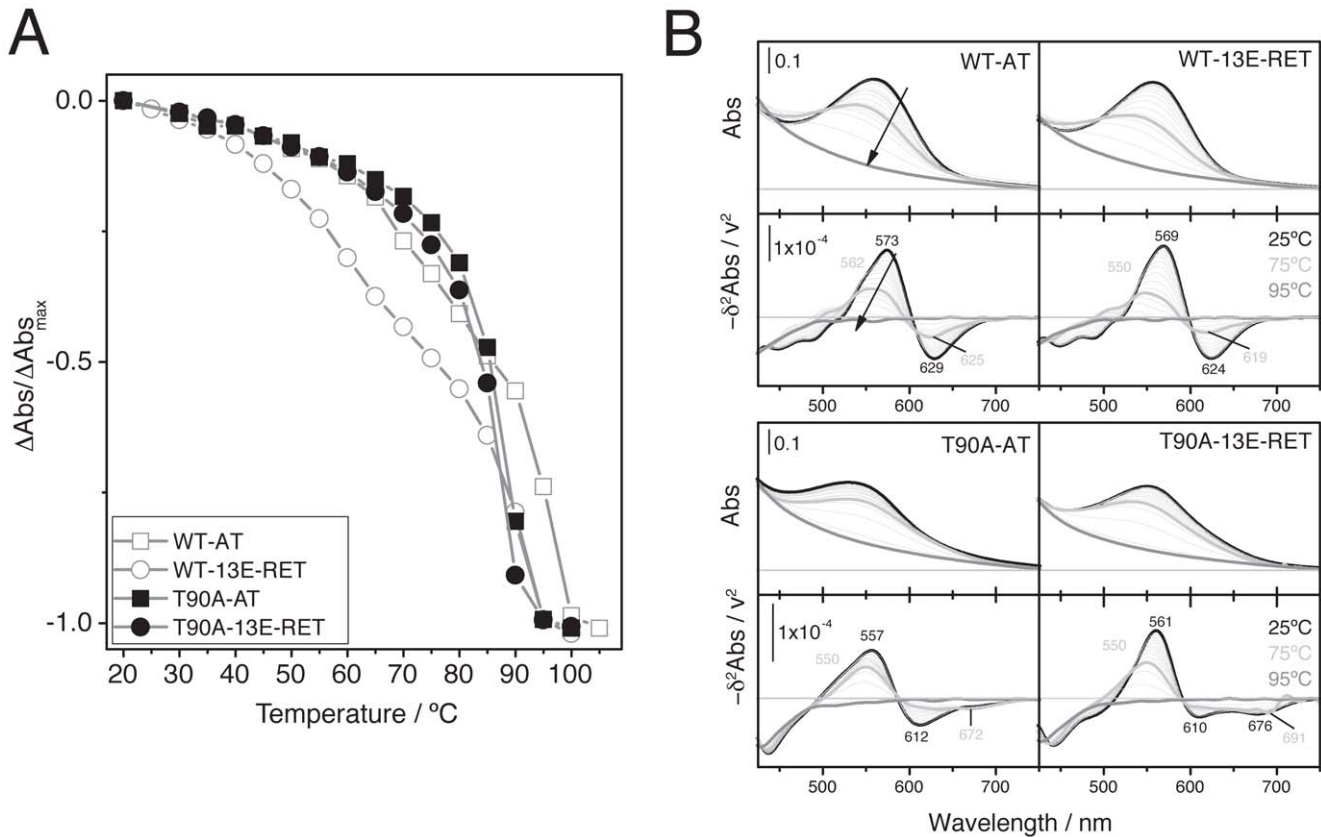 A
0.0
-0.5
-1.0
ΔAbs/ΔAbsmax
WT-AT
WT-13E-RET
T90A-AT
T90A-13E-RET
20 30 40 50 60 70 80 90 100
Temperature / ºC
B
0.1 WT-AT WT-13E-RET
Abs
1x10⁻⁴ 573 569 25ºC
562 550 75ºC
95ºC
−δ²Abs / ν²
625 619
629 624
500 600 700 500 600 700
0.1 T90A-AT T90A-13E-RET
Abs
1x10⁻⁴ 557 561 25ºC
550 550 75ºC
95ºC
−δ²Abs / ν²
612 672 610 676 691
500 600 700 500 600 700
Wavelength / nm